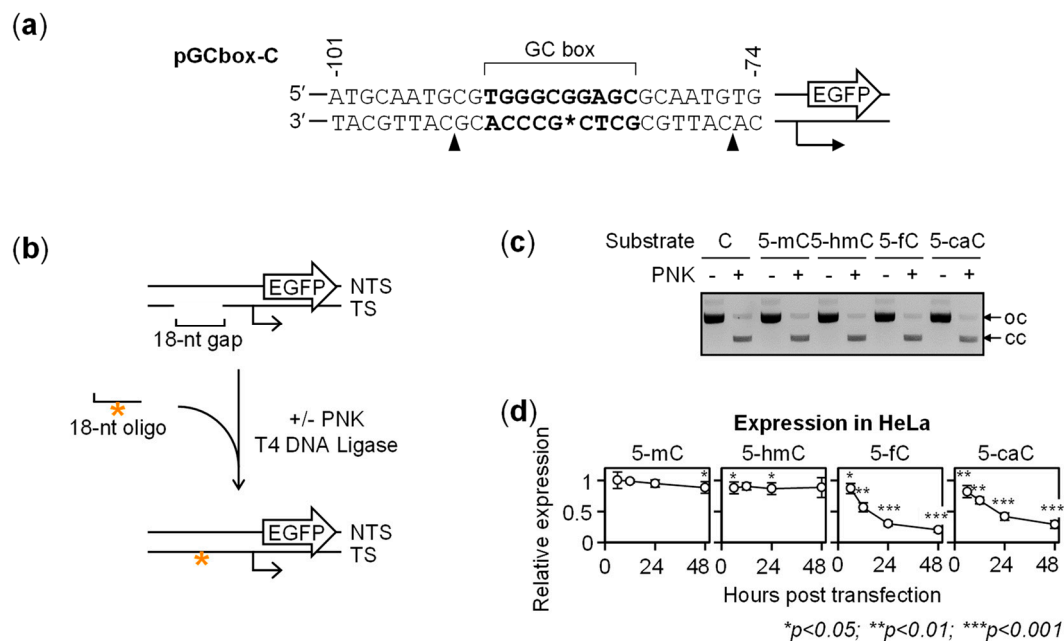 (a)
pGCbox-C
-101
GC box
-74
5′ ATGCAATGCGTGGGCGGAGCGCAATGTG EGFP
3′ TACGTTACGCACCCG*CTCGCGTTACAC
(b)
EGFP NTS
TS
18-nt gap
*
18-nt oligo
+/- PNK
T4 DNA Ligase
EGFP NTS
* TS
(c)
Substrate C 5-mC 5-hmC 5-fC 5-caC
PNK - + - + - + - + - +
oc
cc
(d)
Expression in HeLa
5-mC 5-hmC 5-fC 5-caC
Relative expression
1
0.5
0
* * * * ** *** *** ** ** *** ***
0 24 48 0 24 48 0 24 48 0 24 48
Hours post transfection
*p<0.05; **p<0.01; ***p<0.001